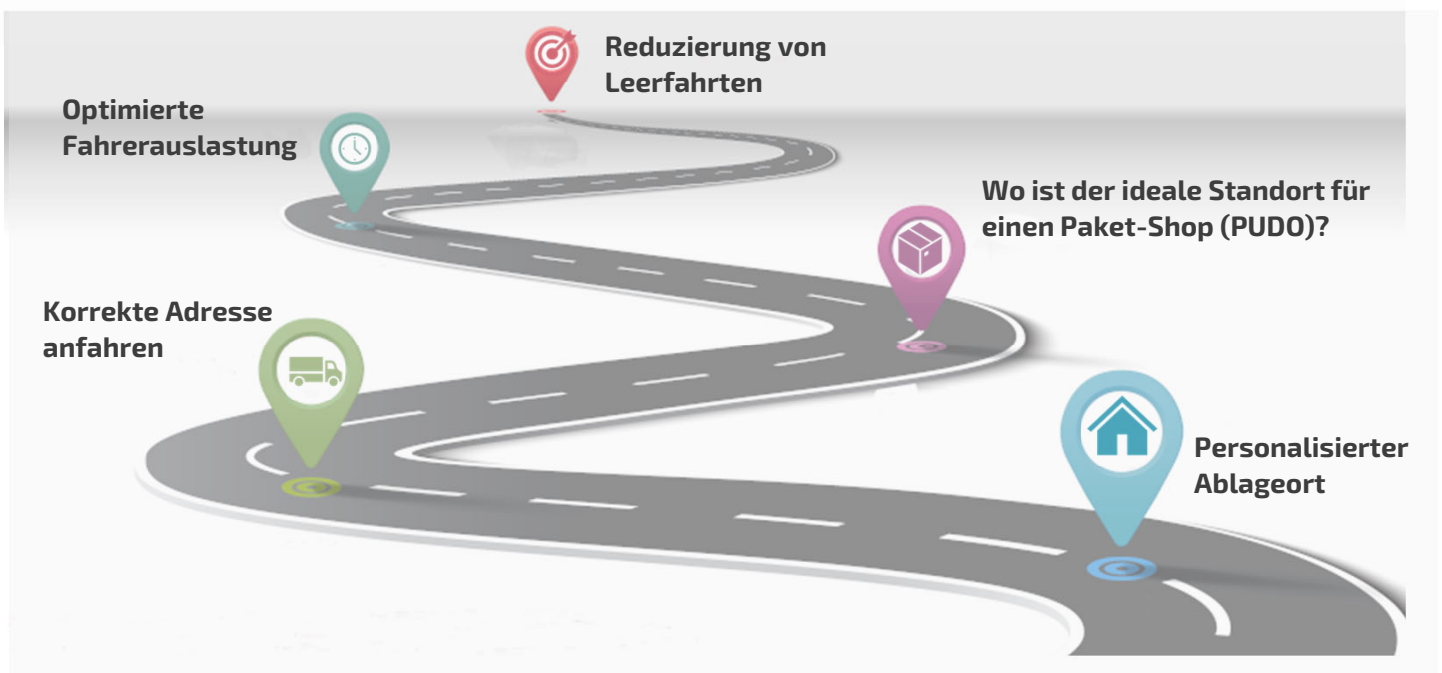 Reduzierung von
Leerfahrten
Optimierte
Fahrerauslastung
Wo ist der ideale Standort für
einen Paket-Shop (PUDO)?
Korrekte Adresse
anfahren
Personalisierter
Ablageort